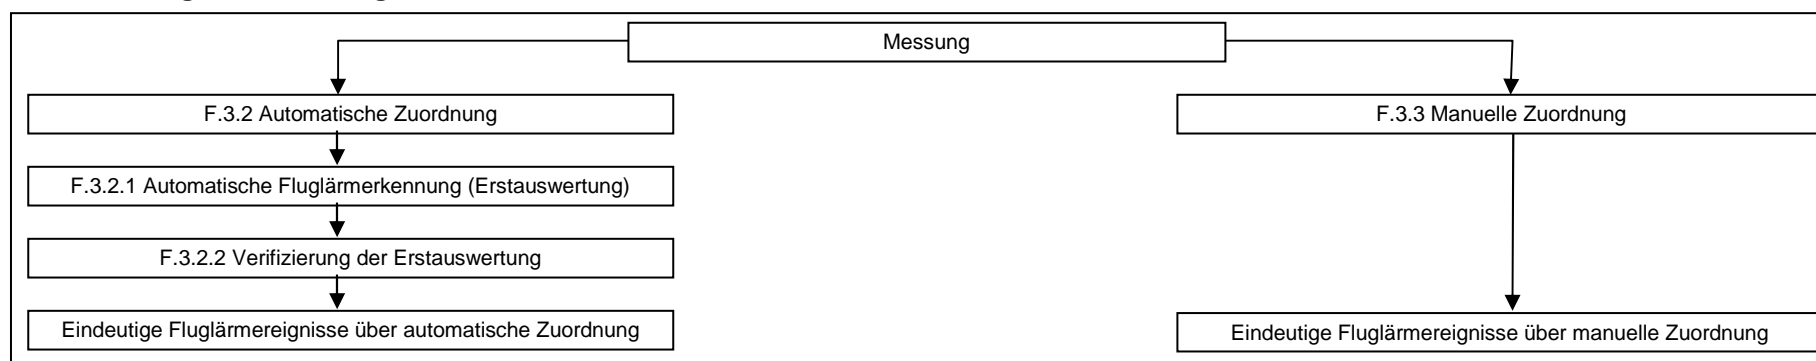 Messung
F.3.2 Automatische Zuordnung
F.3.3 Manuelle Zuordnung
F.3.2.1 Automatische Fluglärmerkennung (Erstauswertung)
F.3.2.2 Verifizierung der Erstauswertung
Eindeutige Fluglärmereignisse über automatische Zuordnung
Eindeutige Fluglärmereignisse über manuelle Zuordnung